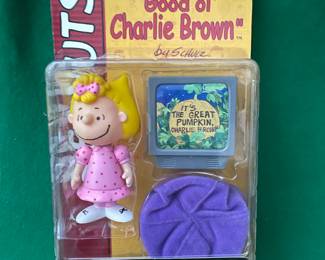 Good ol'
Charlie Brown"
by SCHULZ
UTS
IT'S
THE GREAT
PUMPKIN,
CHARLIE BROWN